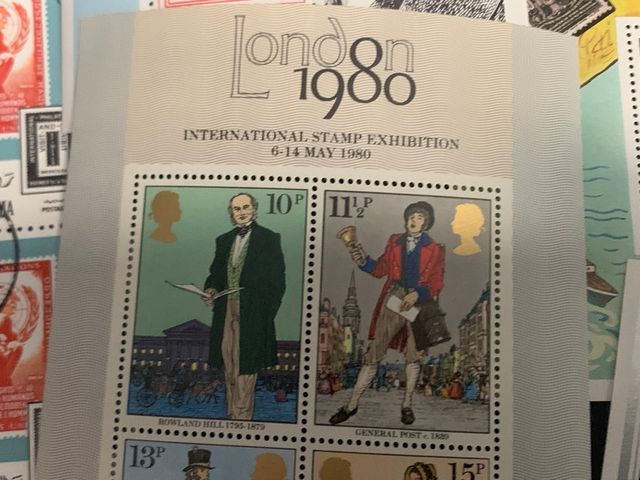 London
1980
INTERNATIONAL STAMP EXHIBITION
6-14 MAY 1980
10P
11½P
ROWLAND HILL 1795-1879
GENERAL POST c. 1839
13P
15P